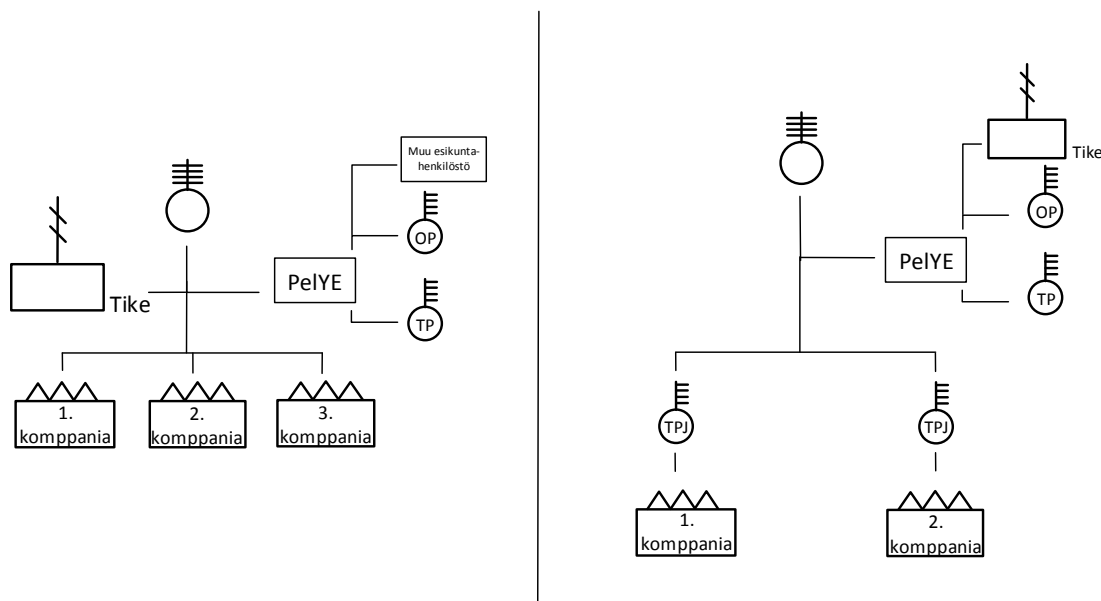 Muu esikunta-
henkilöstö
OP
PelYE
Tike
TP
1.
komppania
2.
komppania
3.
komppania
Tike
OP
PelYE
TP
TPJ
TPJ
1.
komppania
2.
komppania